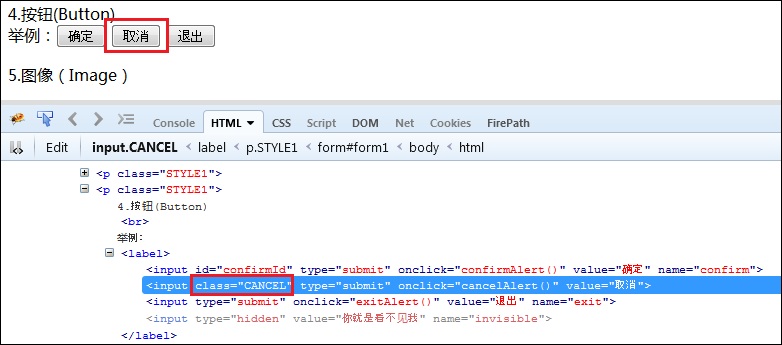 4.按钮(Button)
举例：确定 取消 退出
5.图像（Image）
Console HTML CSS Script DOM Net Cookies FirePath
Edit input.CANCEL label p.STYLE1 form#form1 body html
<p class="STYLE1">
<p class="STYLE1">
4.按钮(Button)
<br>
举例：
<label>
<input id="confirmId" type="submit" onclick="confirmAlert()" value="确定" name="confirm">
<input class="CANCEL" type="submit" onclick="cancelAlert()" value="取消">
<input type="submit" onclick="exitAlert()" value="退出" name="exit">
<input type="hidden" value="你就是看不见我" name="invisible">
</label>